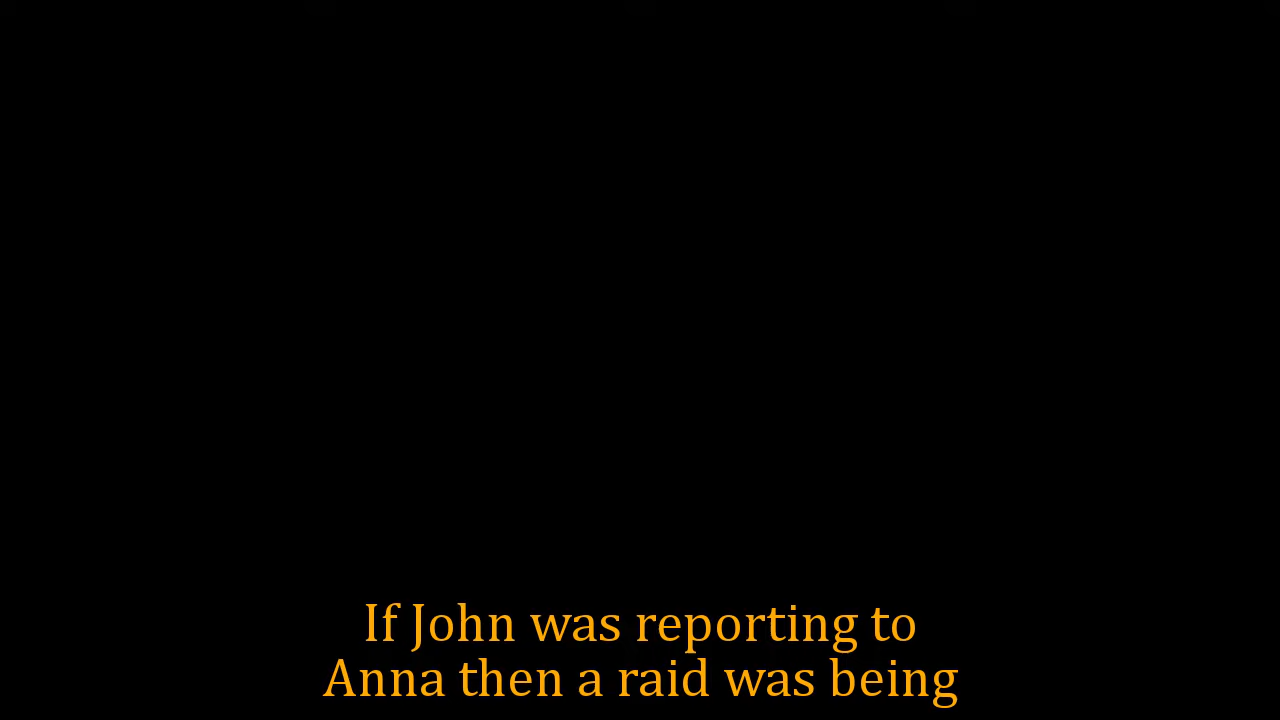 If John was reporting to
Anna then a raid was being